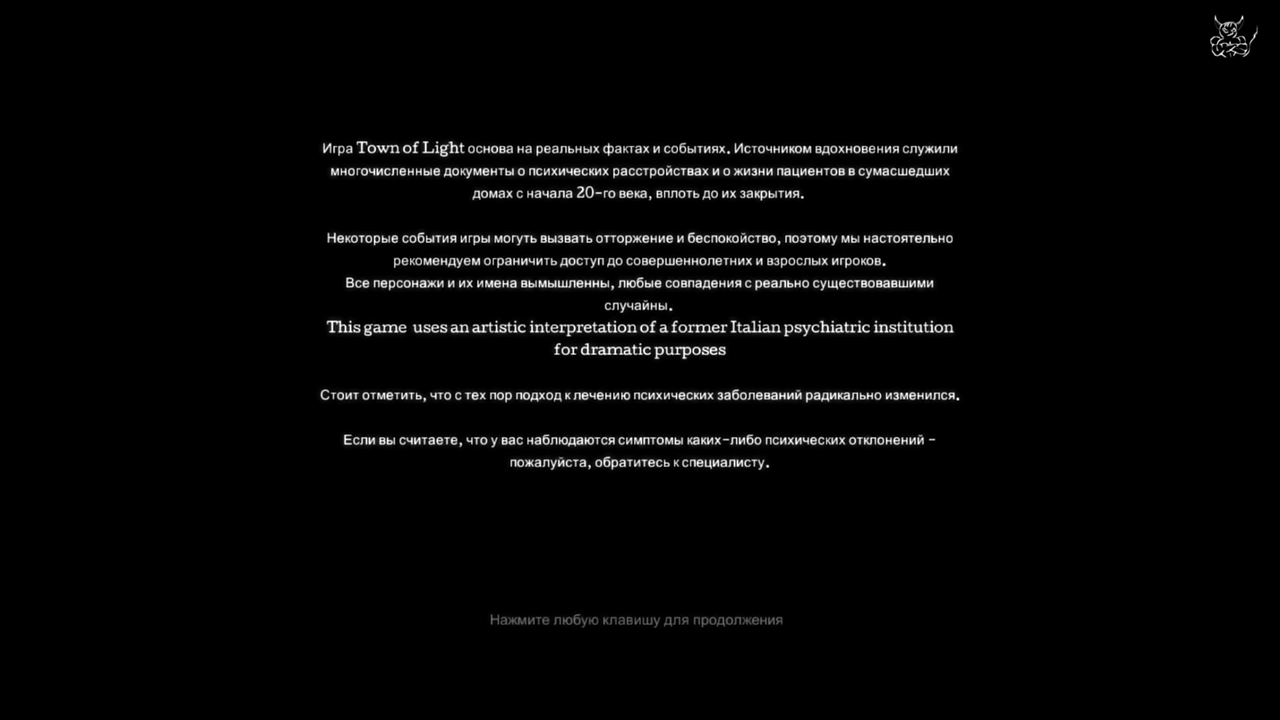 Игра Town of Light основа на реальных фактах и событиях. Источником вдохновения служили
многочисленные документы о психических расстройствах и о жизни пациентов в сумасшедших
домах с начала 20-го века, вплоть до их закрытия.
Некоторые события игры могуть вызвать отторжение и беспокойство, поэтому мы настоятельно
рекомендуем ограничить доступ до совершеннолетних и взрослых игроков.
Все персонажи и их имена вымышленны, любые совпадения с реально существовавшими
случайны.
This game uses an artistic interpretation of a former Italian psychiatric institution
for dramatic purposes
Стоит отметить, что с тех пор подход к лечению психических заболеваний радикально изменился.
Если вы считаете, что у вас наблюдаются симптомы каких-либо психических отклонений -
пожалуйста, обратитесь к специалисту.
Нажмите любую клавишу для продолжения